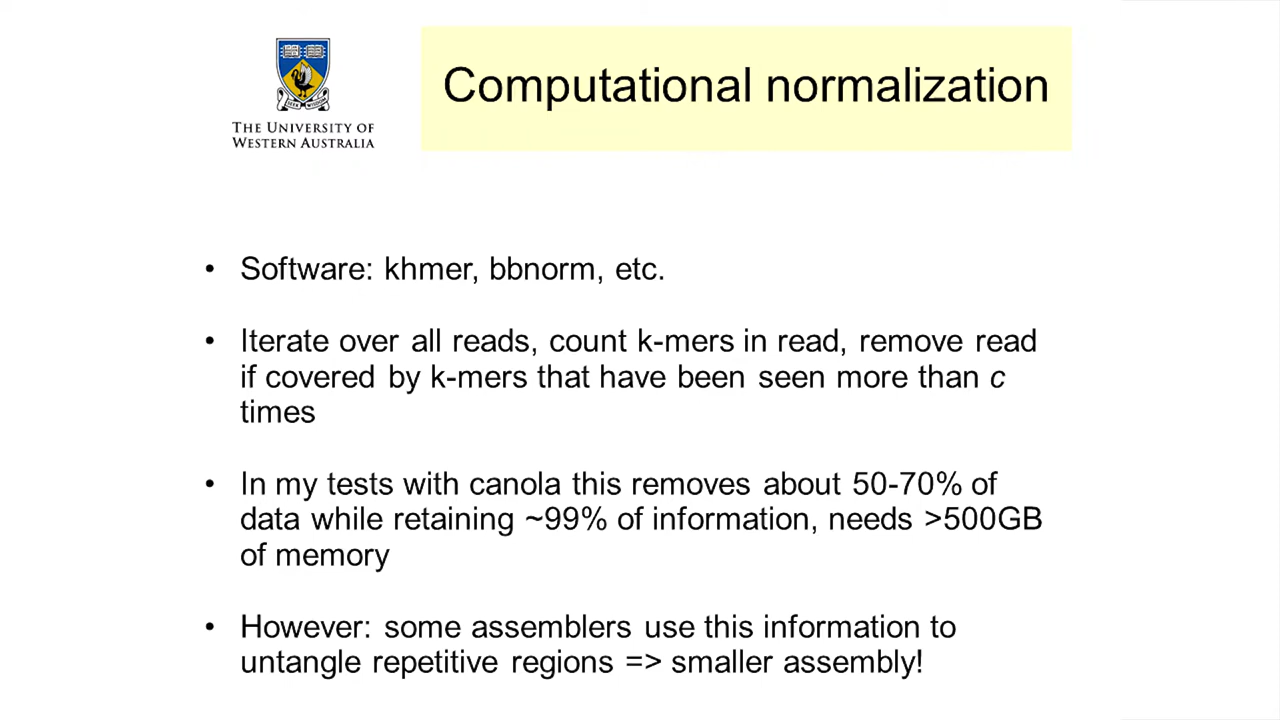 Computational normalization
THE UNIVERSITY OF
WESTERN AUSTRALIA
• Software: khmer, bbnorm, etc.
• Iterate over all reads, count k-mers in read, remove read
if covered by k-mers that have been seen more than c
times
• In my tests with canola this removes about 50-70% of
data while retaining ~99% of information, needs >500GB
of memory
• However: some assemblers use this information to
untangle repetitive regions => smaller assembly!